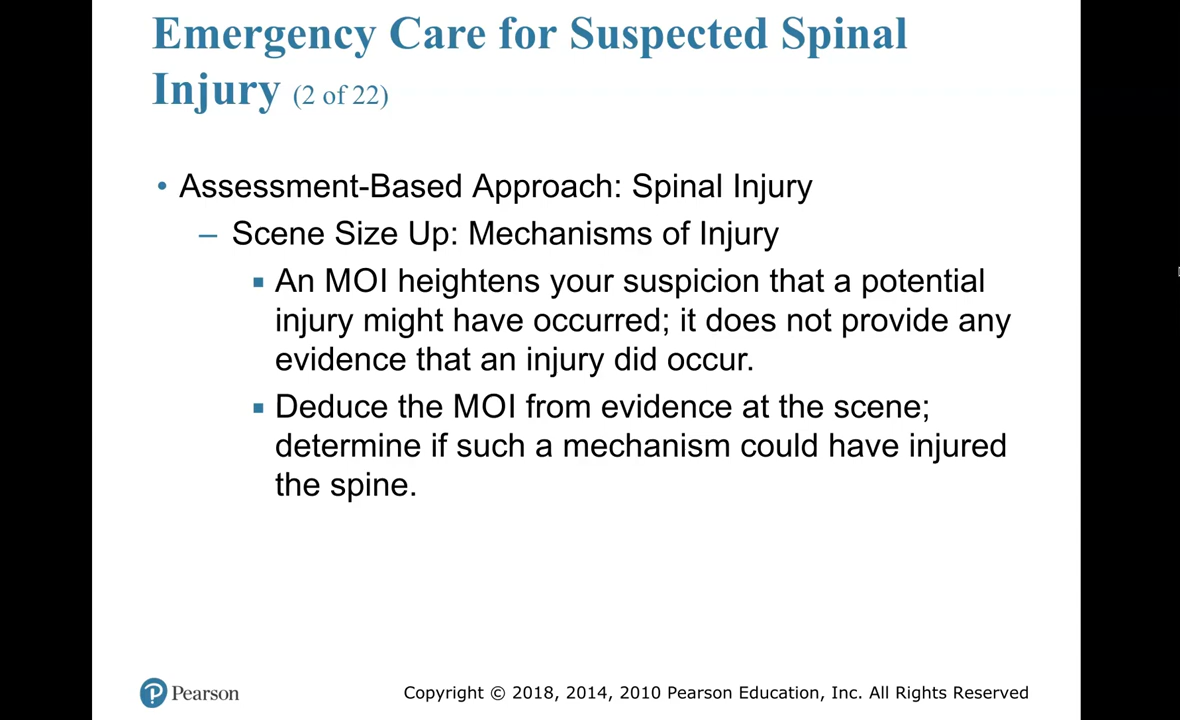 Emergency Care for Suspected Spinal
Injury (2 of 22)
• Assessment-Based Approach: Spinal Injury
– Scene Size Up: Mechanisms of Injury
▪ An MOI heightens your suspicion that a potential
injury might have occurred; it does not provide any
evidence that an injury did occur.
▪ Deduce the MOI from evidence at the scene;
determine if such a mechanism could have injured
the spine.
P Pearson
Copyright © 2018, 2014, 2010 Pearson Education, Inc. All Rights Reserved